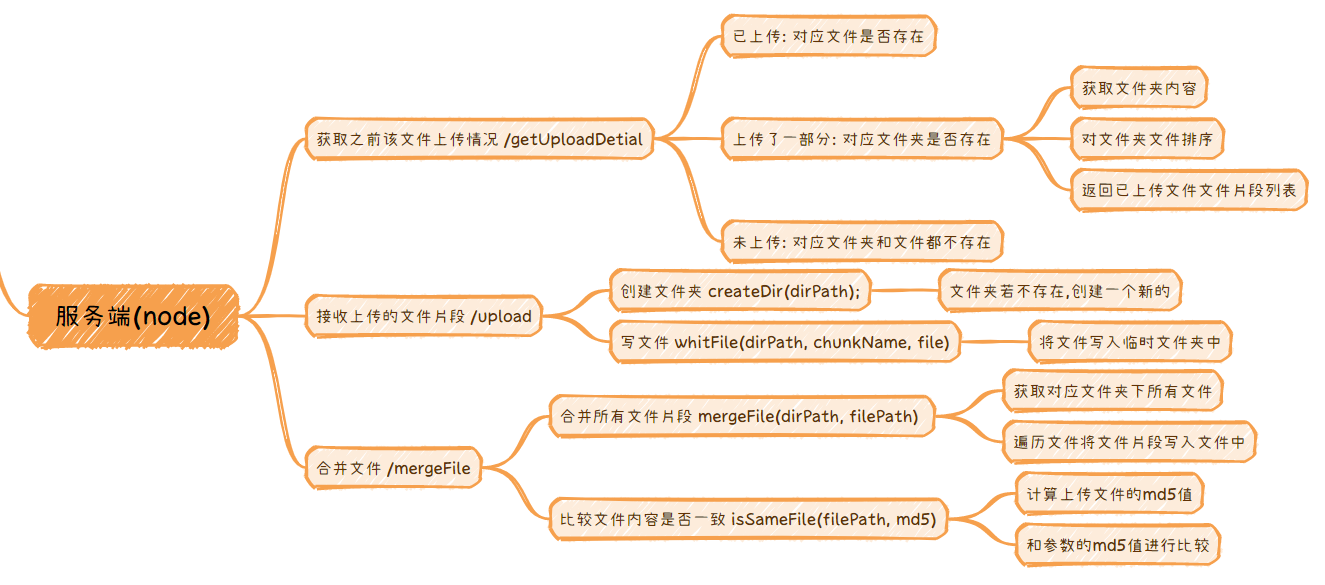 服务端(node)
获取之前该文件上传情况 /getUploadDetial
已上传: 对应文件是否存在
上传了一部分: 对应文件夹是否存在
获取文件夹内容
对文件夹文件排序
返回已上传文件文件片段列表
未上传: 对应文件夹和文件都不存在
接收上传的文件片段 /upload
创建文件夹 createDir(dirPath);
文件夹若不存在,创建一个新的
写文件 whitFile(dirPath, chunkName, file)
将文件写入临时文件夹中
合并文件 /mergeFile
合并所有文件片段 mergeFile(dirPath, filePath)
获取对应文件夹下所有文件
遍历文件将文件片段写入文件中
比较文件内容是否一致 isSameFile(filePath, md5)
计算上传文件的md5值
和参数的md5值进行比较